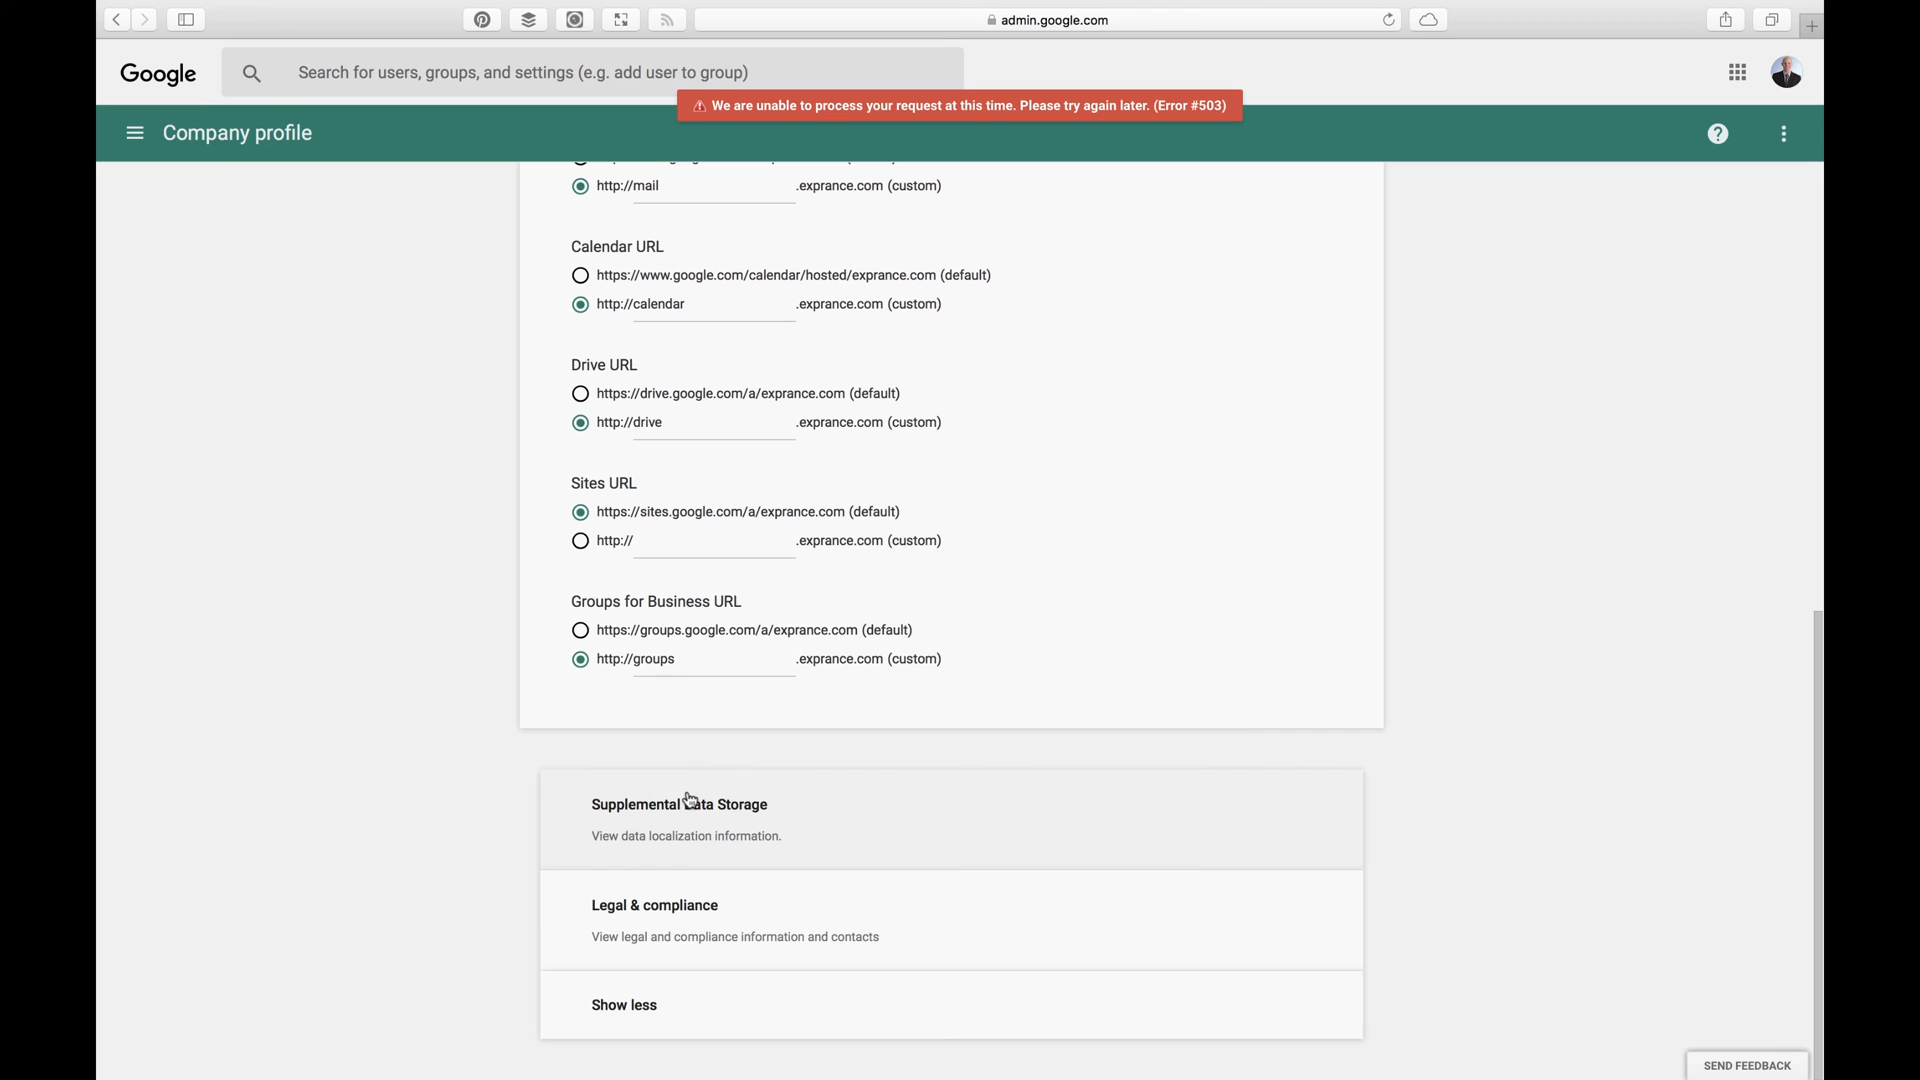 admin.google.com
Google
Search for users, groups, and settings (e.g. add user to group)
We are unable to process your request at this time. Please try again later. (Error #503)
Company profile
http://mail .exprance.com (custom)
Calendar URL
https://www.google.com/calendar/hosted/exprance.com (default)
http://calendar .exprance.com (custom)
Drive URL
https://drive.google.com/a/exprance.com (default)
http://drive .exprance.com (custom)
Sites URL
https://sites.google.com/a/exprance.com (default)
http:// .exprance.com (custom)
Groups for Business URL
https://groups.google.com/a/exprance.com (default)
http://groups .exprance.com (custom)
Supplemental Data Storage
View data localization information.
Legal & compliance
View legal and compliance information and contacts
Show less
SEND FEEDBACK